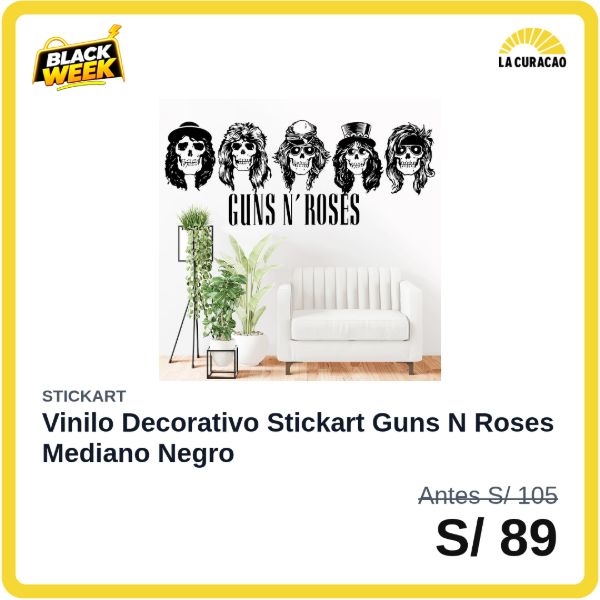 BLACK
WEEK
LA CURACAO
GUNS N' ROSES
STICKART
Vinilo Decorativo Stickart Guns N Roses
Mediano Negro
Antes S/ 105
S/ 89